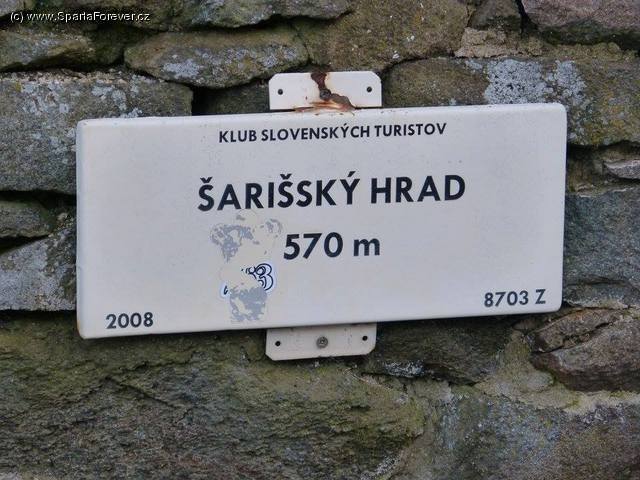 (c) www.SpartaForever.cz
KLUB SLOVENSKÝCH TURISTOV
ŠARIŠSKÝ HRAD
570 m
2008
8703 Z